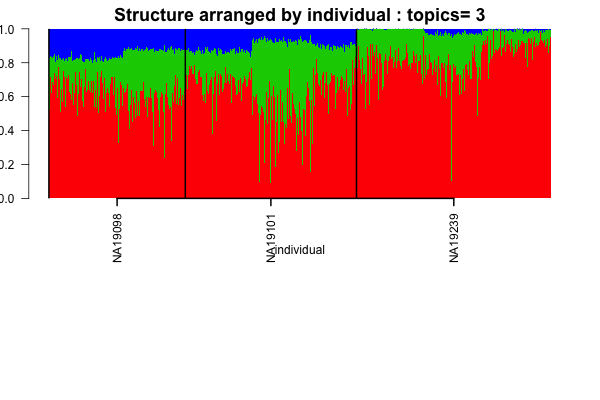 Structure arranged by individual : topics= 3
1.0
0.8
0.6
0.4
0.2
0.0
NA19098
NA19101
NA19239
individual